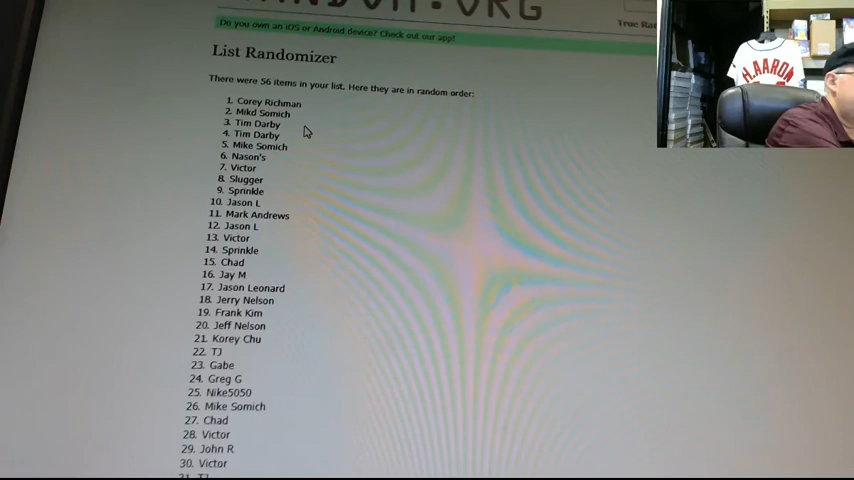 Do you own an iOS or Android device? Check out our app!
True Ran
List Randomizer
There were 56 items in your list. Here they are in random order:
1. Corey Richman
2. Mikd Somich
3. Tim Darby
4. Tim Darby
5. Mike Somich
6. Nason's
7. Victor
8. Slugger
9. Sprinkle
10. Jason L
11. Mark Andrews
12. Jason L
13. Victor
14. Sprinkle
15. Chad
16. Jay M
17. Jason Leonard
18. Jerry Nelson
19. Frank Kim
20. Jeff Nelson
21. Korey Chu
22. TJ
23. Gabe
24. Greg G
25. Nike5050
26. Mike Somich
27. Chad
28. Victor
29. John R
30. Victor
31. TJ
H.AARON